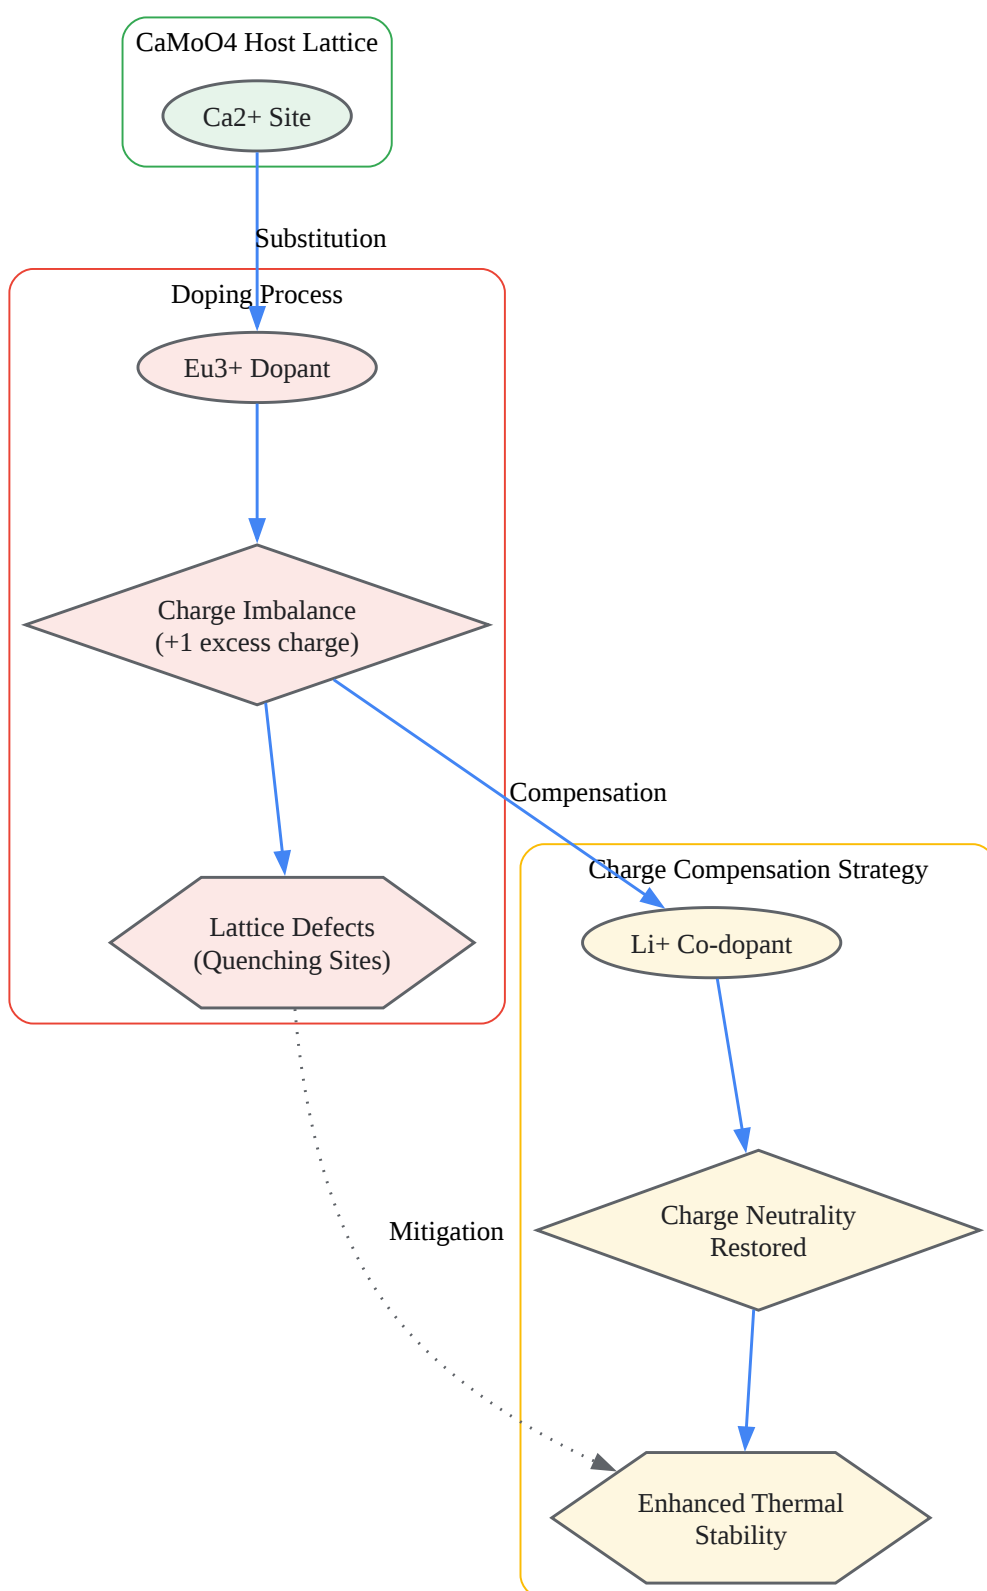 CaMoO4 Host Lattice
Ca2+ Site
Substitution
Doping Process
Eu3+ Dopant
Charge Imbalance
(+1 excess charge)
Compensation
Charge Compensation Strategy
Lattice Defects
(Quenching Sites)
Li+ Co-dopant
Mitigation
Charge Neutrality
Restored
Enhanced Thermal
Stability